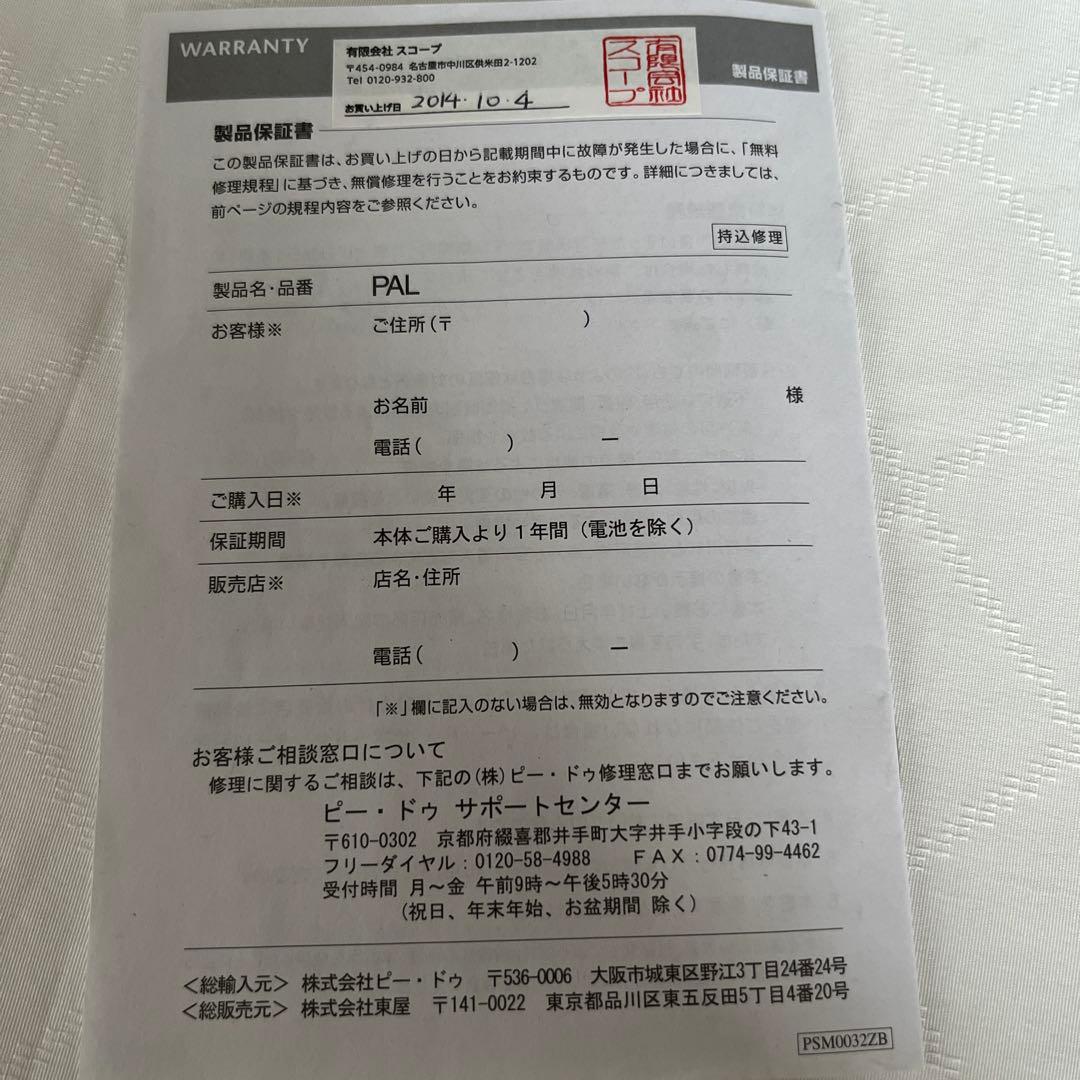 WARRANTY
有限会社 スコープ
〒454-0984 名古屋市中川区供米田2-1202
Tel 0120-932-800
お買い上げ日 2014.10.4
有限会社
スコープ
製品保証書
製品保証書
この製品保証書は、お買い上げの日から記載期間中に故障が発生した場合に、「無料
修理規程」に基づき、無償修理を行うことをお約束するものです。詳細につきましては、
前ページの規程内容をご参照ください。
持込修理
製品名・品番 PAL
お客様※ ご住所(〒 )
お名前 様
電話( ) ー
ご購入日※ 年 月 日
保証期間 本体ご購入より1年間(電池を除く)
販売店※ 店名・住所
電話( ) ー
「※」欄に記入のない場合は、無効となりますのでご注意ください。
お客様ご相談窓口について
修理に関するご相談は、下記の(株)ピー・ドゥ修理窓口までお願いします。
ピー・ドゥ サポートセンター
〒610-0302 京都府綴喜郡井手町大字井手小字段の下43-1
フリーダイヤル：0120-58-4988 ＦＡＸ：0774-99-4462
受付時間 月～金 午前9時～午後5時30分
(祝日、年末年始、お盆期間 除く)
＜総輸入元＞ 株式会社ピー・ドゥ 〒536-0006 大阪市城東区野江3丁目24番24号
＜総販売元＞ 株式会社東屋 〒141-0022 東京都品川区東五反田5丁目4番20号
PSM0032ZB